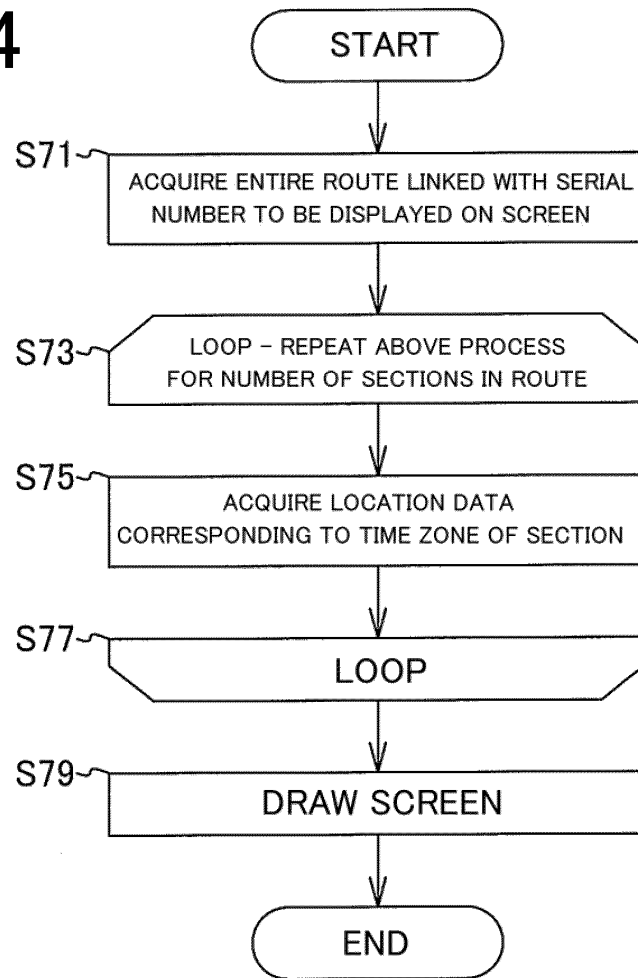 4
START
S71
ACQUIRE ENTIRE ROUTE LINKED WITH SERIAL
NUMBER TO BE DISPLAYED ON SCREEN
S73
LOOP – REPEAT ABOVE PROCESS
FOR NUMBER OF SECTIONS IN ROUTE
S75
ACQUIRE LOCATION DATA
CORRESPONDING TO TIME ZONE OF SECTION
S77
LOOP
S79
DRAW SCREEN
END